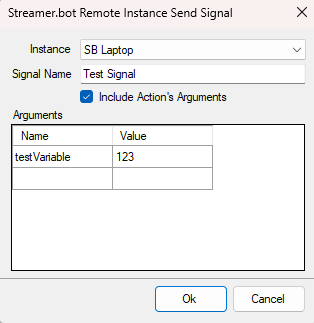 Streamer.bot Remote Instance Send Signal
Instance SB Laptop
Signal Name Test Signal
Include Action's Arguments
Arguments
Name Value
testVariable 123
Ok Cancel